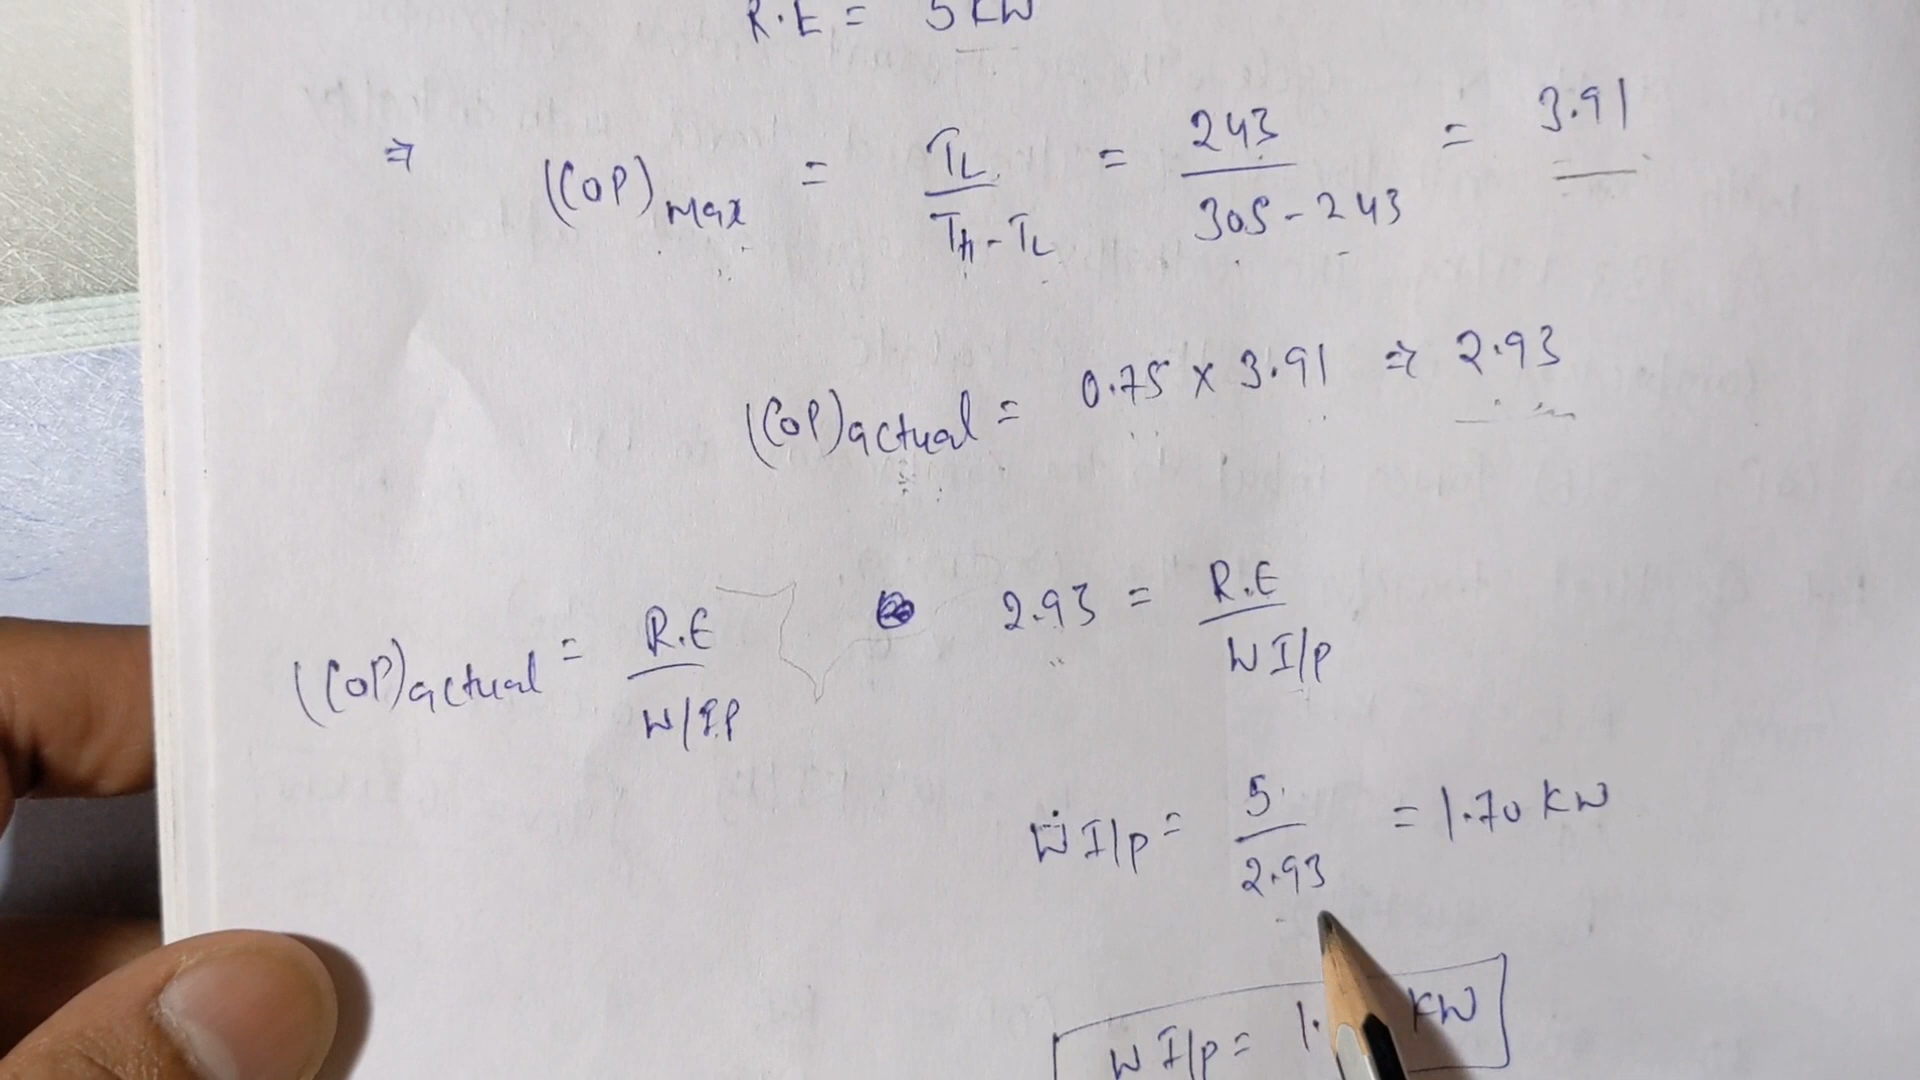 R.E = 5 KW
⇒ (COP)max = TL / TH - TL = 243 / 305 - 243 = 3.91
(COP)actual = 0.75 x 3.91 ⇒ 2.93
(COP)actual = R.E / W/IP 2.93 = R.E / W I/P
Ẇ I/p = 5 / 2.93 = 1.70 KW
W I/p = 1. KW